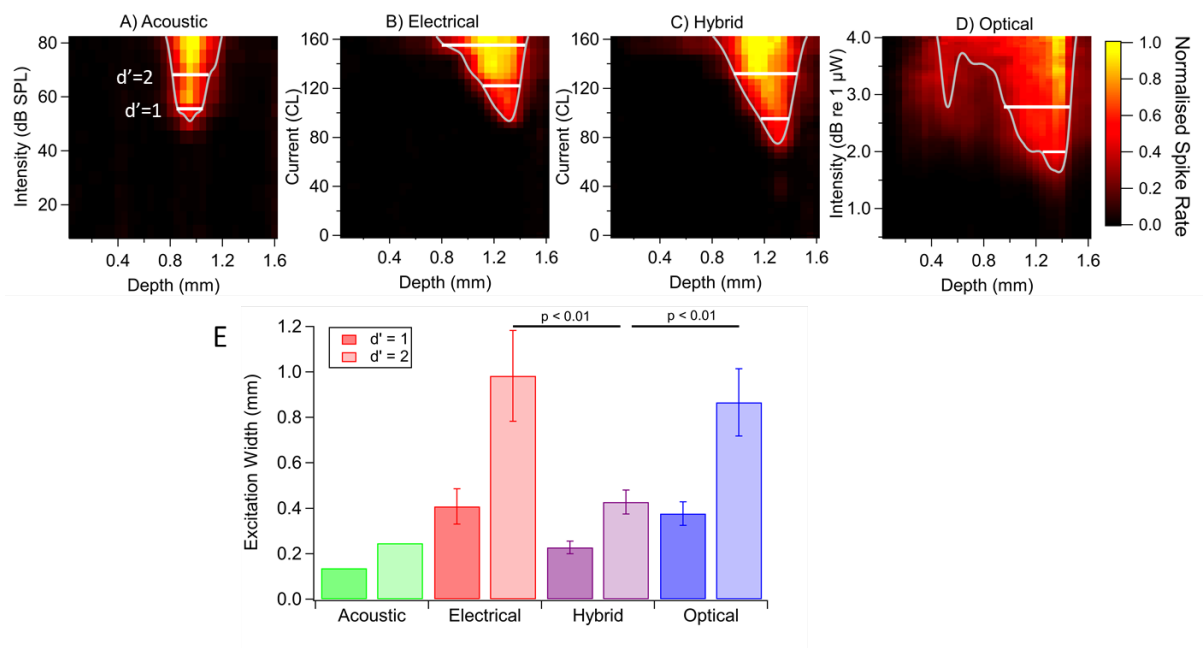 A) Acoustic
B) Electrical
C) Hybrid
D) Optical
80
60
40
20
Intensity (dB SPL)
d'=2
d'=1
0.4 0.8 1.2 1.6
Depth (mm)
160
120
80
40
0
Current (CL)
0.4 0.8 1.2 1.6
Depth (mm)
160
120
80
40
0
Current (CL)
0.4 0.8 1.2 1.6
Depth (mm)
4.0
3.0
2.0
1.0
Intensity (dB re 1 µW)
0.4 0.8 1.2 1.6
Depth (mm)
1.0
0.8
0.6
0.4
0.2
0.0
Normalised Spike Rate
E
d' = 1
d' = 2
p < 0.01
p < 0.01
1.2
1.0
0.8
0.6
0.4
0.2
0.0
Excitation Width (mm)
Acoustic Electrical Hybrid Optical